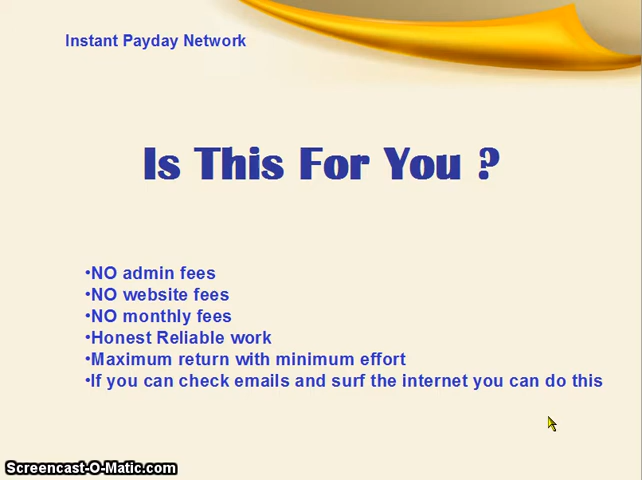 Instant Payday Network
Is This For You ?
•NO admin fees
•NO website fees
•NO monthly fees
•Honest Reliable work
•Maximum return with minimum effort
•If you can check emails and surf the internet you can do this
Screencast-O-Matic.com